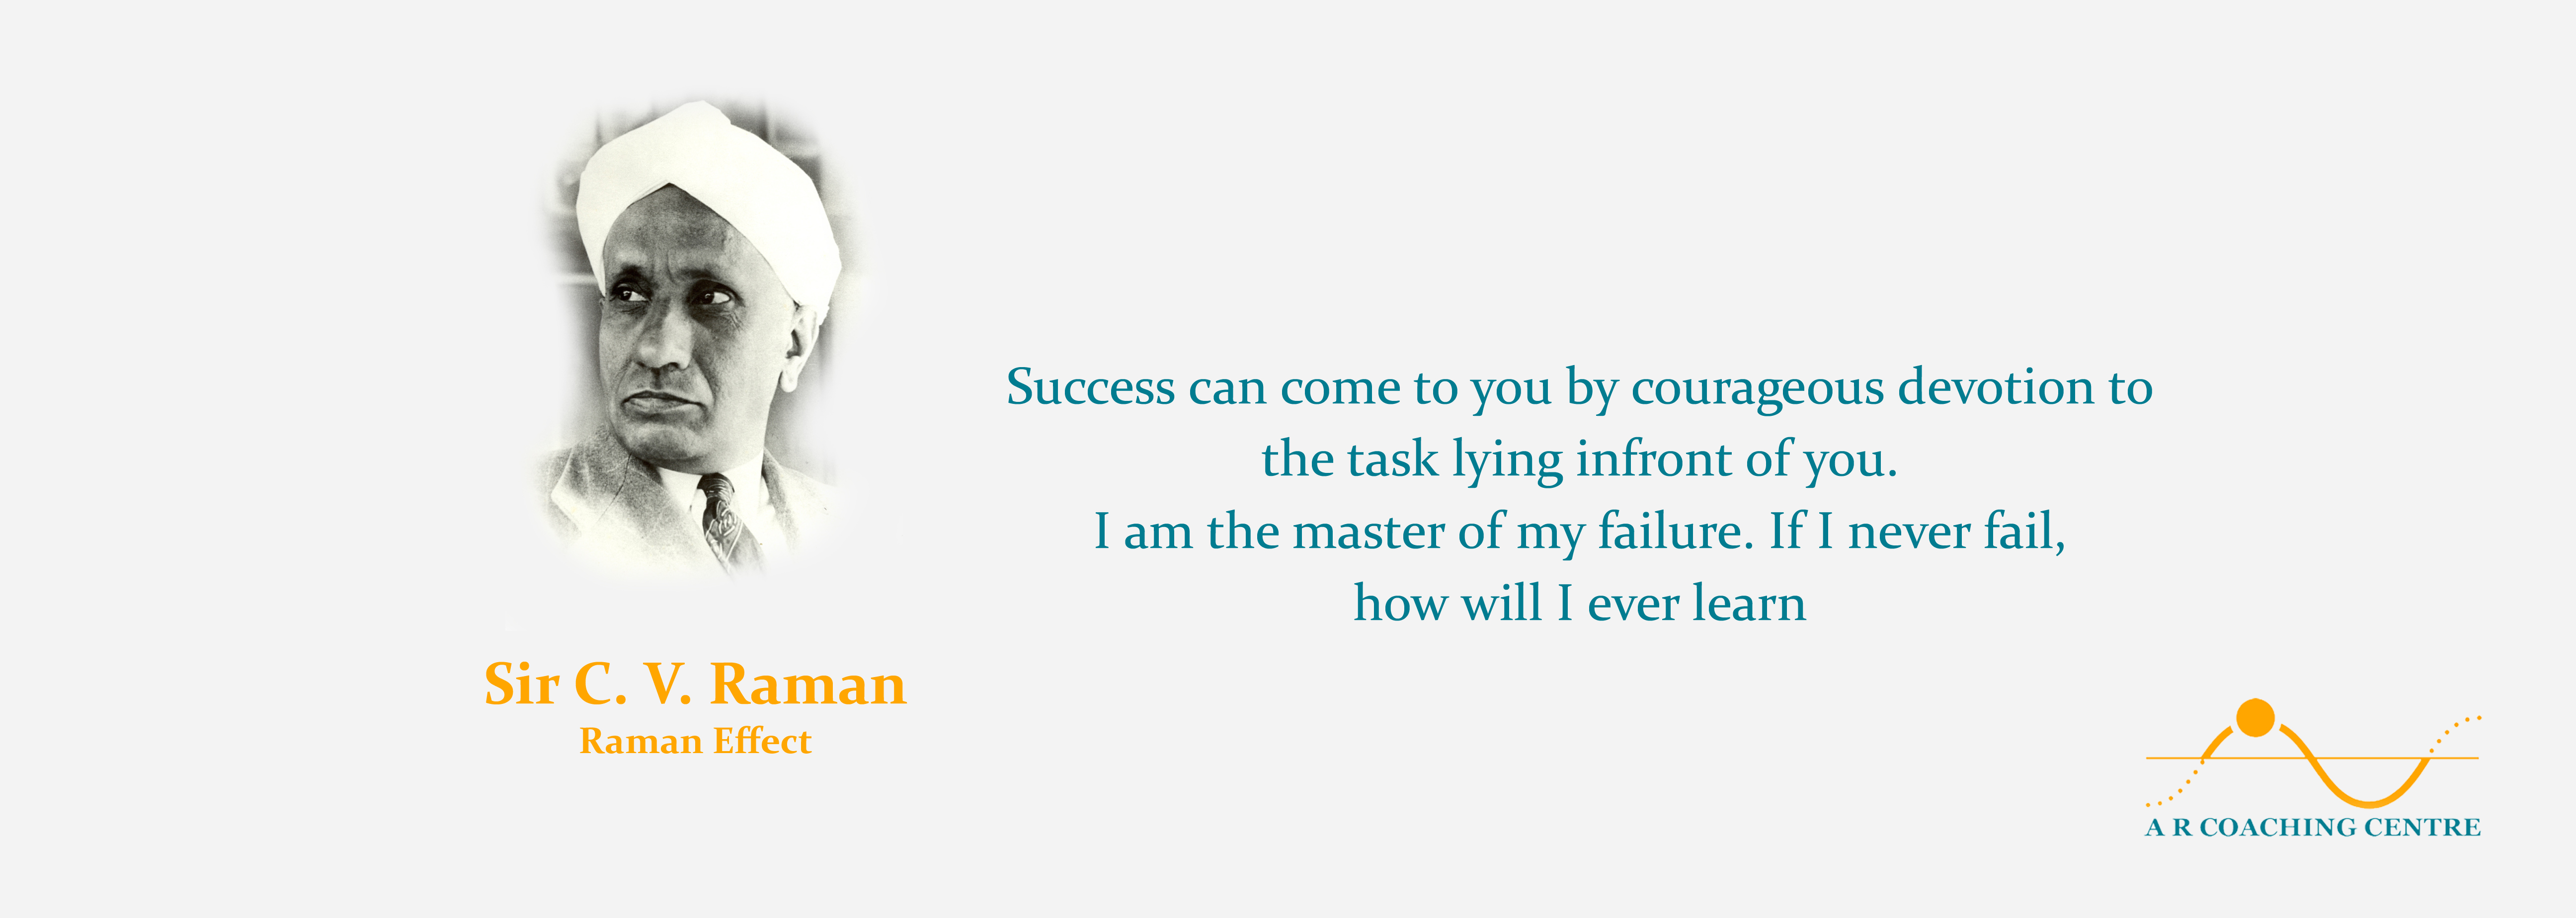 Success can come to you by courageous devotion to
the task lying infront of you.
I am the master of my failure. If I never fail,
how will I ever learn
Sir C. V. Raman
Raman Effect
A R COACHING CENTRE